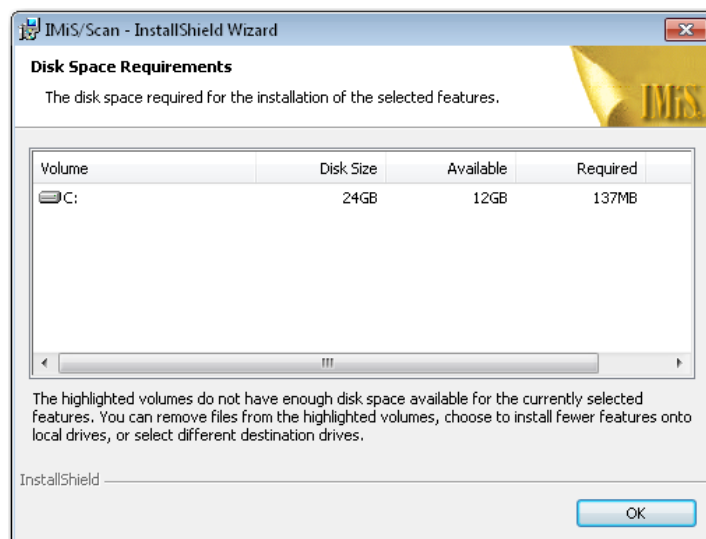 IMiS/Scan - InstallShield Wizard
Disk Space Requirements
The disk space required for the installation of the selected features.
IMiS
Volume Disk Size Available Required
C: 24GB 12GB 137MB
The highlighted volumes do not have enough disk space available for the currently selected
features. You can remove files from the highlighted volumes, choose to install fewer features onto
local drives, or select different destination drives.
InstallShield
OK